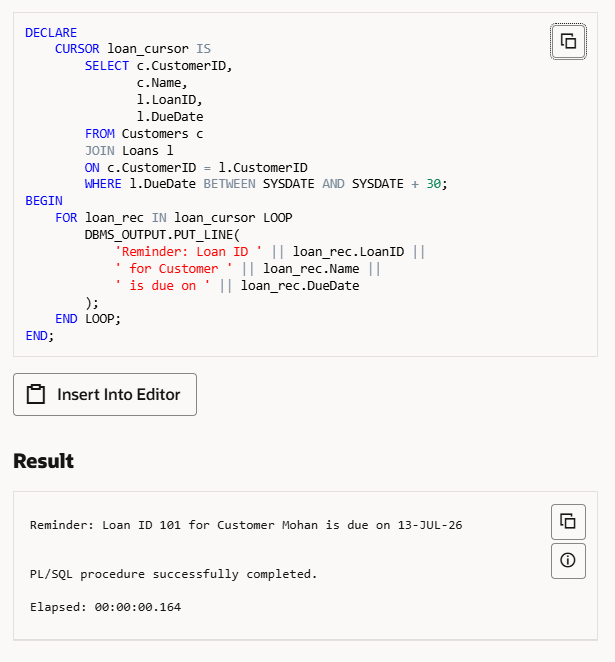 DECLARE
    CURSOR loan_cursor IS
        SELECT c.CustomerID,
               c.Name,
               l.LoanID,
               l.DueDate
        FROM Customers c
        JOIN Loans l
        ON c.CustomerID = l.CustomerID
        WHERE l.DueDate BETWEEN SYSDATE AND SYSDATE + 30;
BEGIN
    FOR loan_rec IN loan_cursor LOOP
        DBMS_OUTPUT.PUT_LINE(
            'Reminder: Loan ID ' || loan_rec.LoanID ||
            ' for Customer ' || loan_rec.Name ||
            ' is due on ' || loan_rec.DueDate
        );
    END LOOP;
END;
Insert Into Editor
Result
Reminder: Loan ID 101 for Customer Mohan is due on 13-JUL-26
PL/SQL procedure successfully completed.
Elapsed: 00:00:00.164